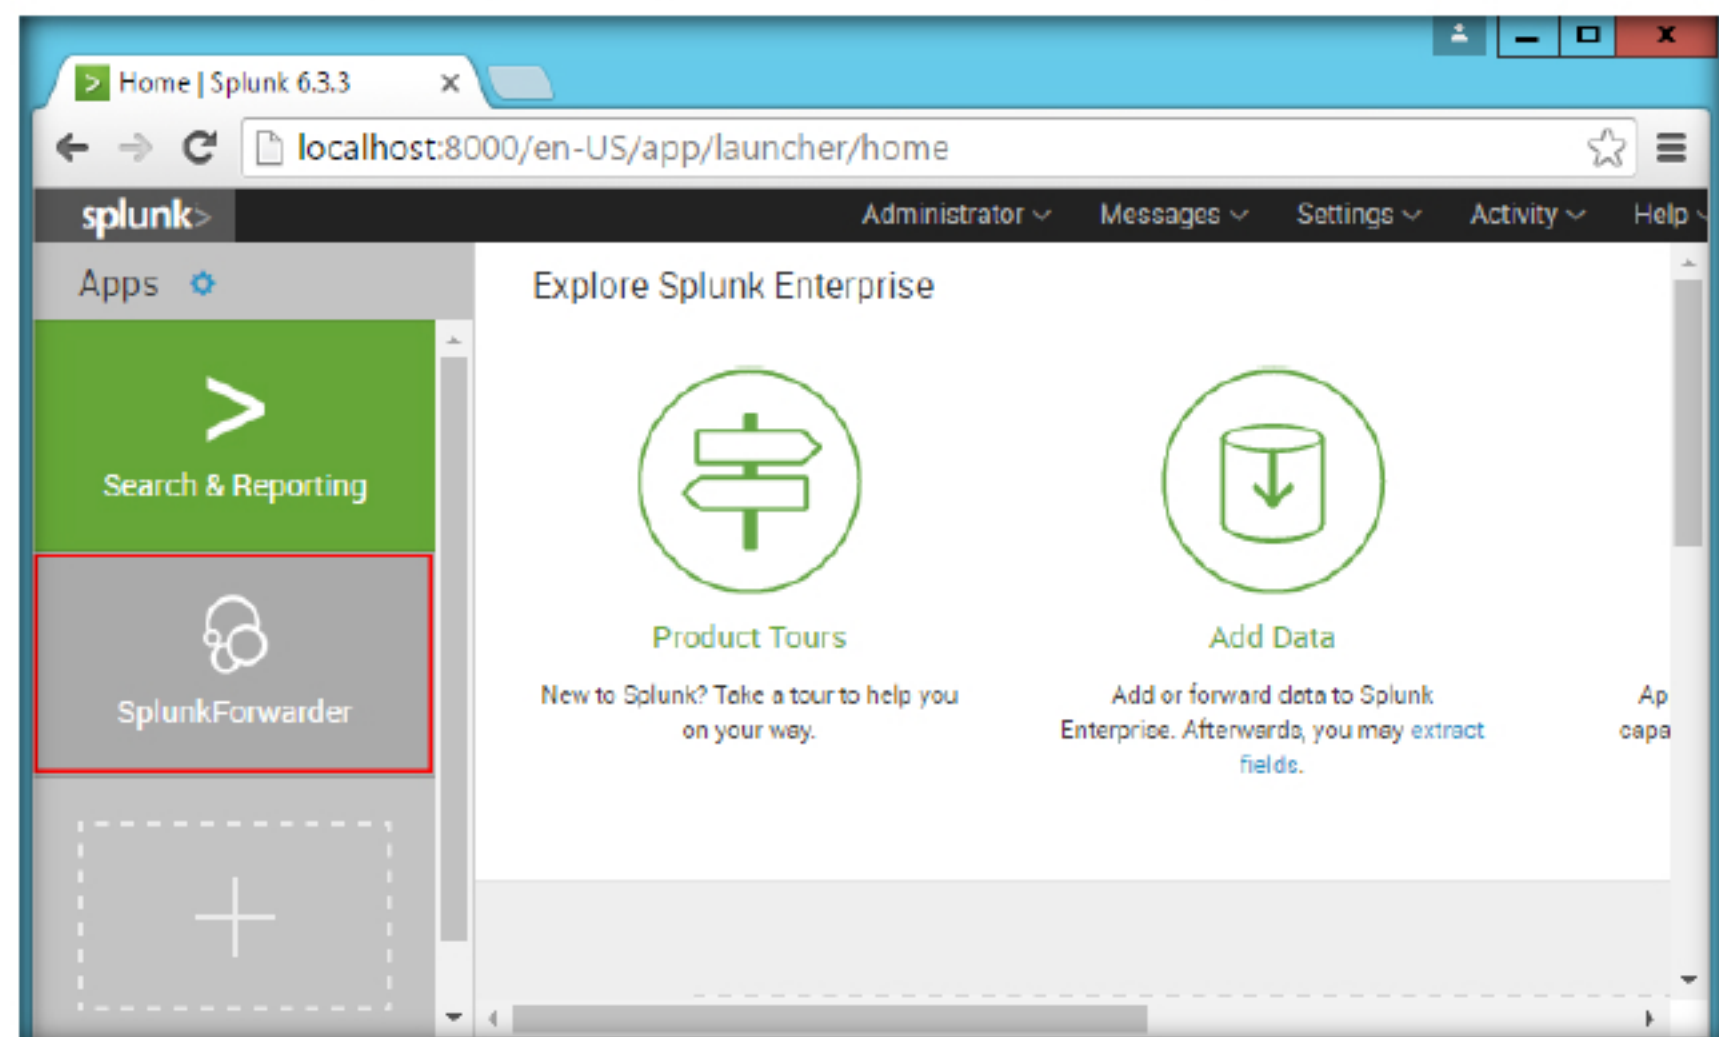 Home | Splunk 6.3.3
localhost:8000/en-US/app/launcher/home
splunk> Administrator Messages Settings Activity Help
Apps
Explore Splunk Enterprise
Search & Reporting
SplunkForwarder
Product Tours
New to Splunk? Take a tour to help you
on your way.
Add Data
Add or forward data to Splunk
Enterprise. Afterwards, you may extract
fields.
Ap
capa